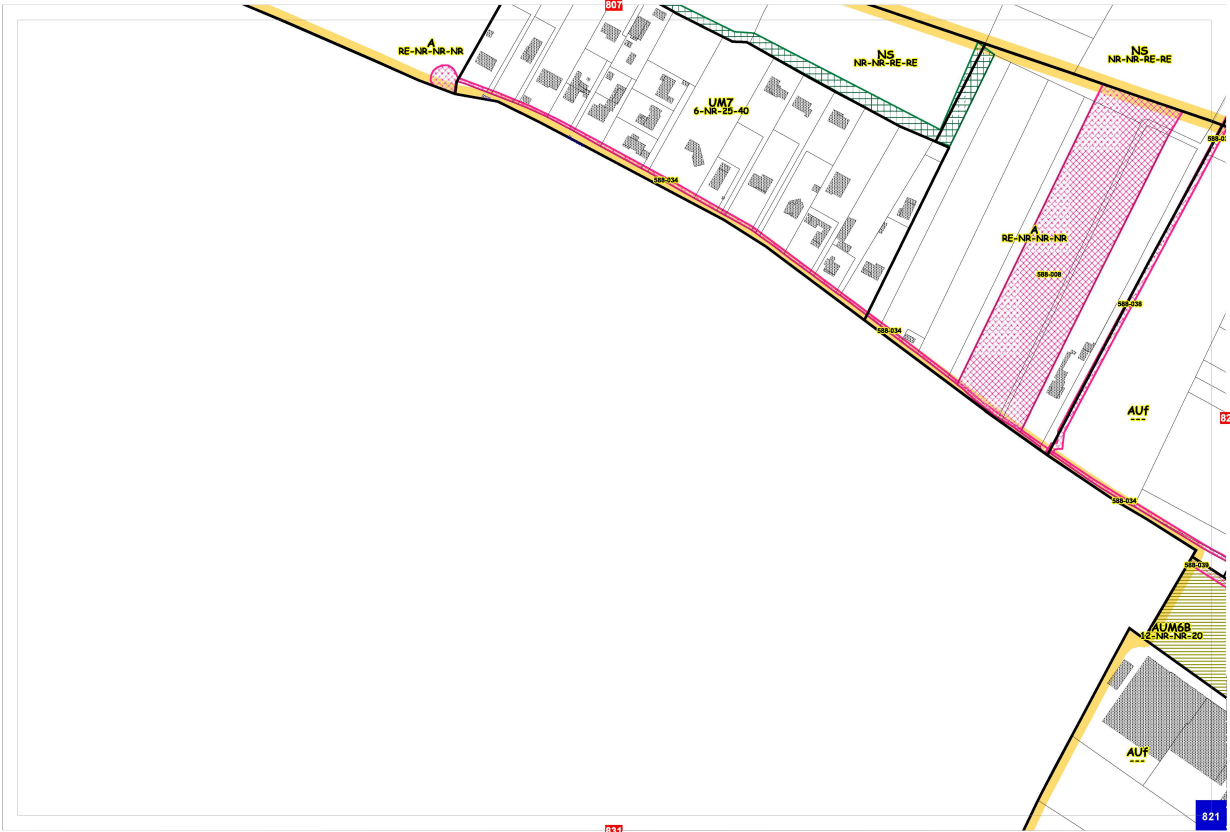 807
A
RE-NR-NR-NR
NS
NR-NR-RE-RE
NS
NR-NR-RE-RE
UM7
6-NR-25-40
588-034
A
RE-NR-NR-NR
588-008
588-038
588-034
AUf
---
588-034
588-039
AUM6B
12-NR-NR-20
AUf
---
821
831